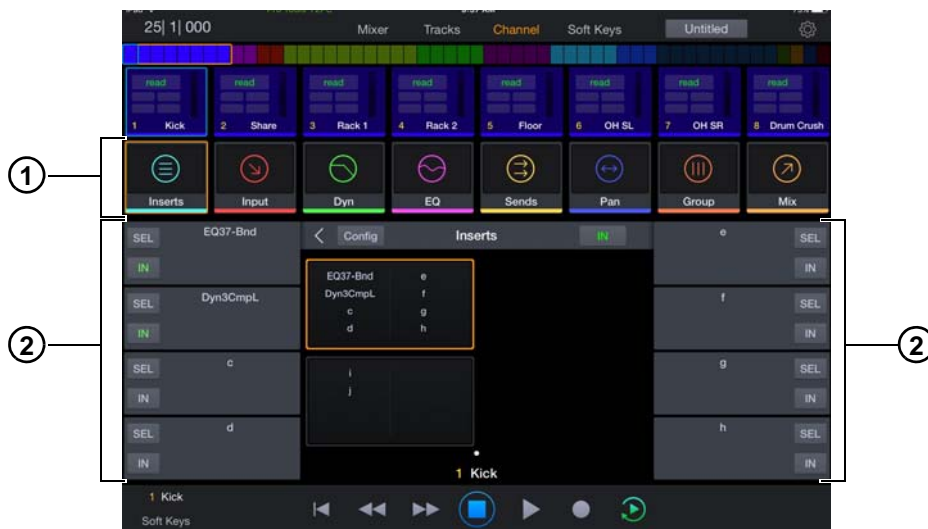 25| 1| 000
Mixer Tracks Channel Soft Keys Untitled
read read read read read read read read
1 Kick 2 Share 3 Rack 1 4 Rack 2 5 Floor 6 OH SL 7 OH SR 8 Drum Crush
1
Inserts Input Dyn EQ Sends Pan Group Mix
SEL EQ37-Bnd
IN
SEL Dyn3CmpL
IN
2
SEL c
IN
SEL d
IN
Config Inserts IN
EQ37-Bnd e
Dyn3CmpL f
c g
d h
i
j
1 Kick
e SEL
IN
f SEL
IN
2
g SEL
IN
h SEL
IN
1 Kick
Soft Keys